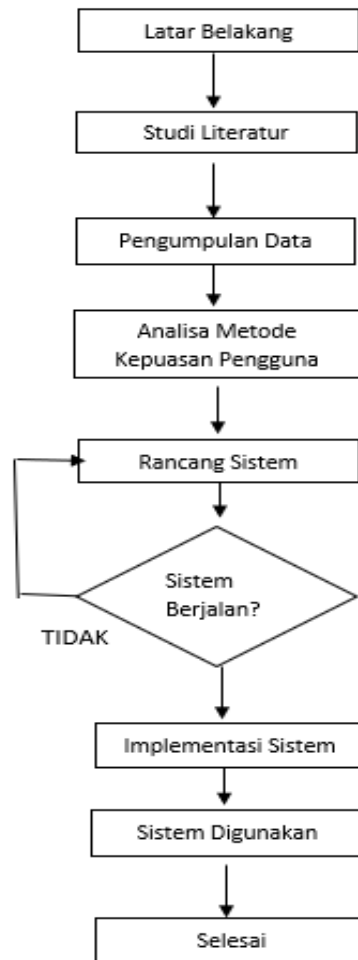 Latar Belakang
Studi Literatur
Pengumpulan Data
Analisa Metode
Kepuasan Pengguna
Rancang Sistem
Sistem
Berjalan?
TIDAK
Implementasi Sistem
Sistem Digunakan
Selesai